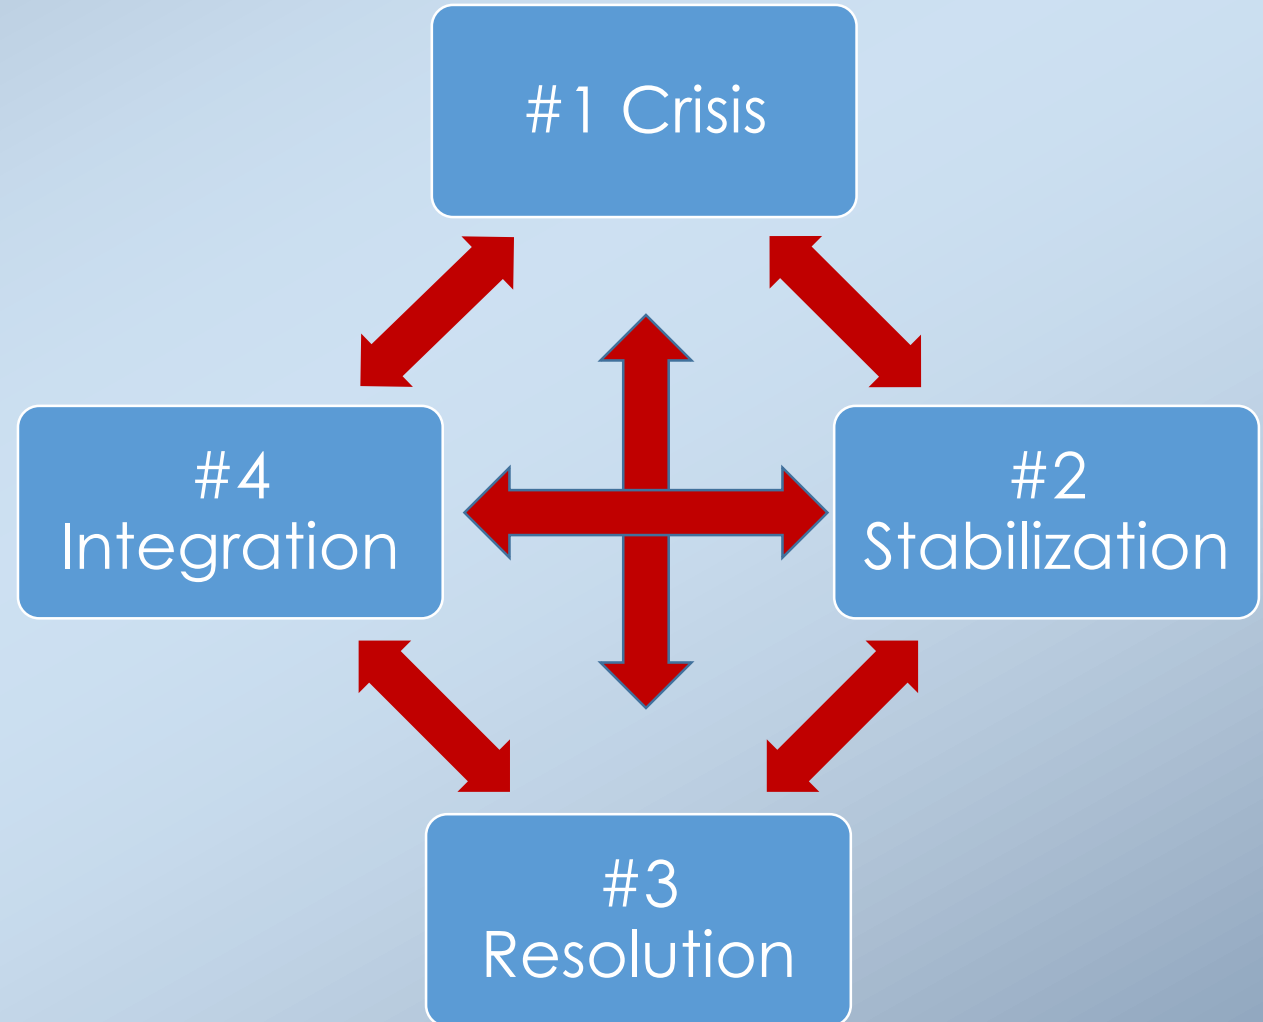 #1 Crisis
#4
Integration
#2
Stabilization
#3
Resolution